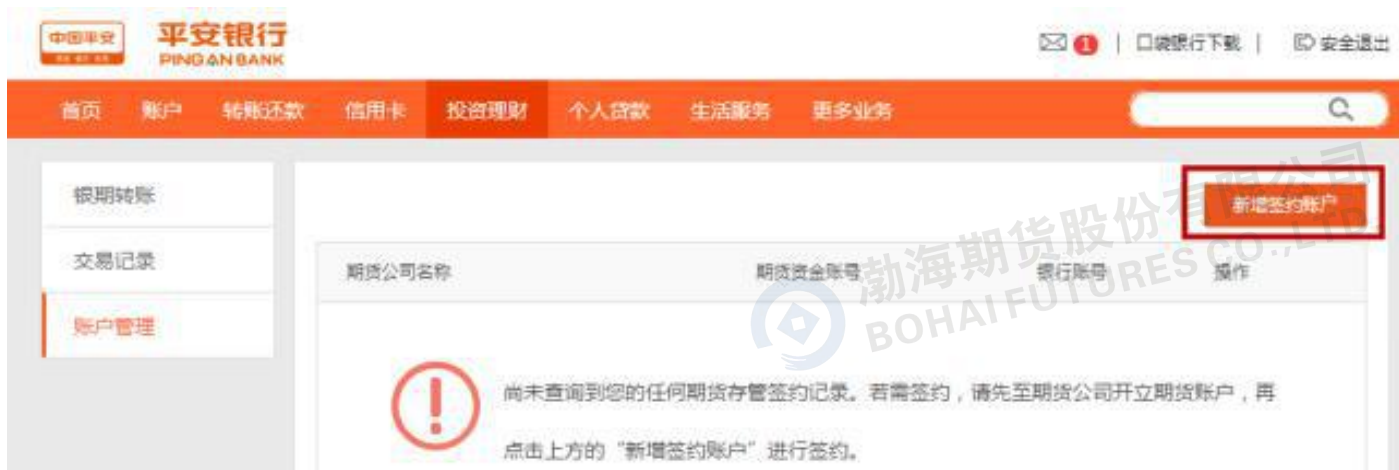 中国平安
平安银行
PING AN BANK
1 | 口袋银行下载 | 安全退出
首页 账户 转账还款 信用卡 投资理财 个人贷款 生活服务 更多业务
银期转账
交易记录
账户管理
新增签约账户
期货公司名称 期货资金账号 银行账号 操作
渤海期货股份有限公司
BOHAI FUTURES CO.,LTD
尚未查询到您的任何期货存管签约记录。若需签约,请先至期货公司开立期货账户,再
点击上方的“新增签约账户”进行签约。